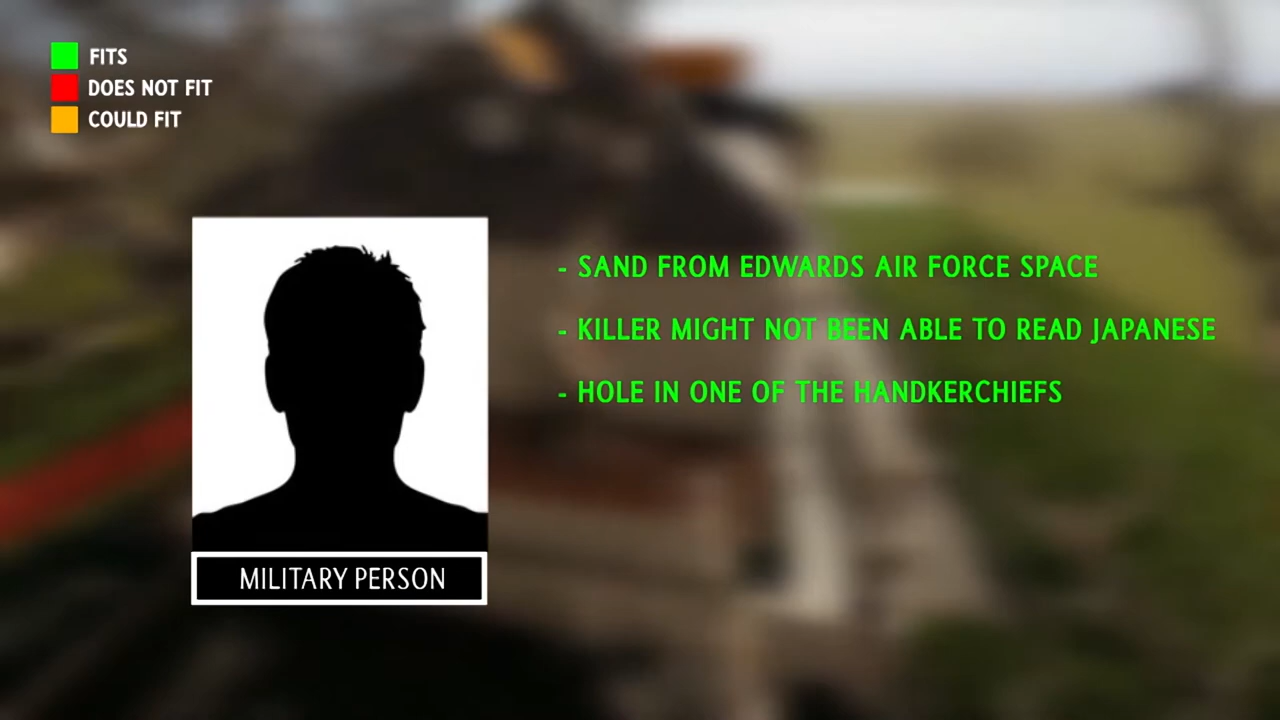 FITS
DOES NOT FIT
COULD FIT
- SAND FROM EDWARDS AIR FORCE SPACE
- KILLER MIGHT NOT BEEN ABLE TO READ JAPANESE
- HOLE IN ONE OF THE HANDKERCHIEFS
MILITARY PERSON